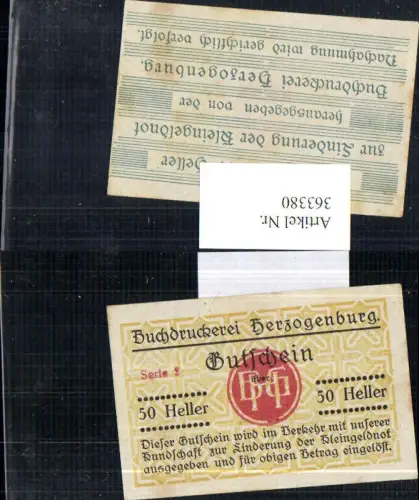 Heller
zur Linderung der Kleingeldnot
herausgegeben von der
Buchdruckerei Herzogenburg.
Nachahmung wird gerichtlich verfolgt.
Artikel Nr.
363380
Buchdruckerei Herzogenburg.
Gutschein
Serie 2
über
50 Heller
50 Heller
Dieser Gutschein wird im Verkehr mit unserer
Kundschaft zur Linderung der Kleingeldnot
ausgegeben und für obigen Betrag eingelöst.